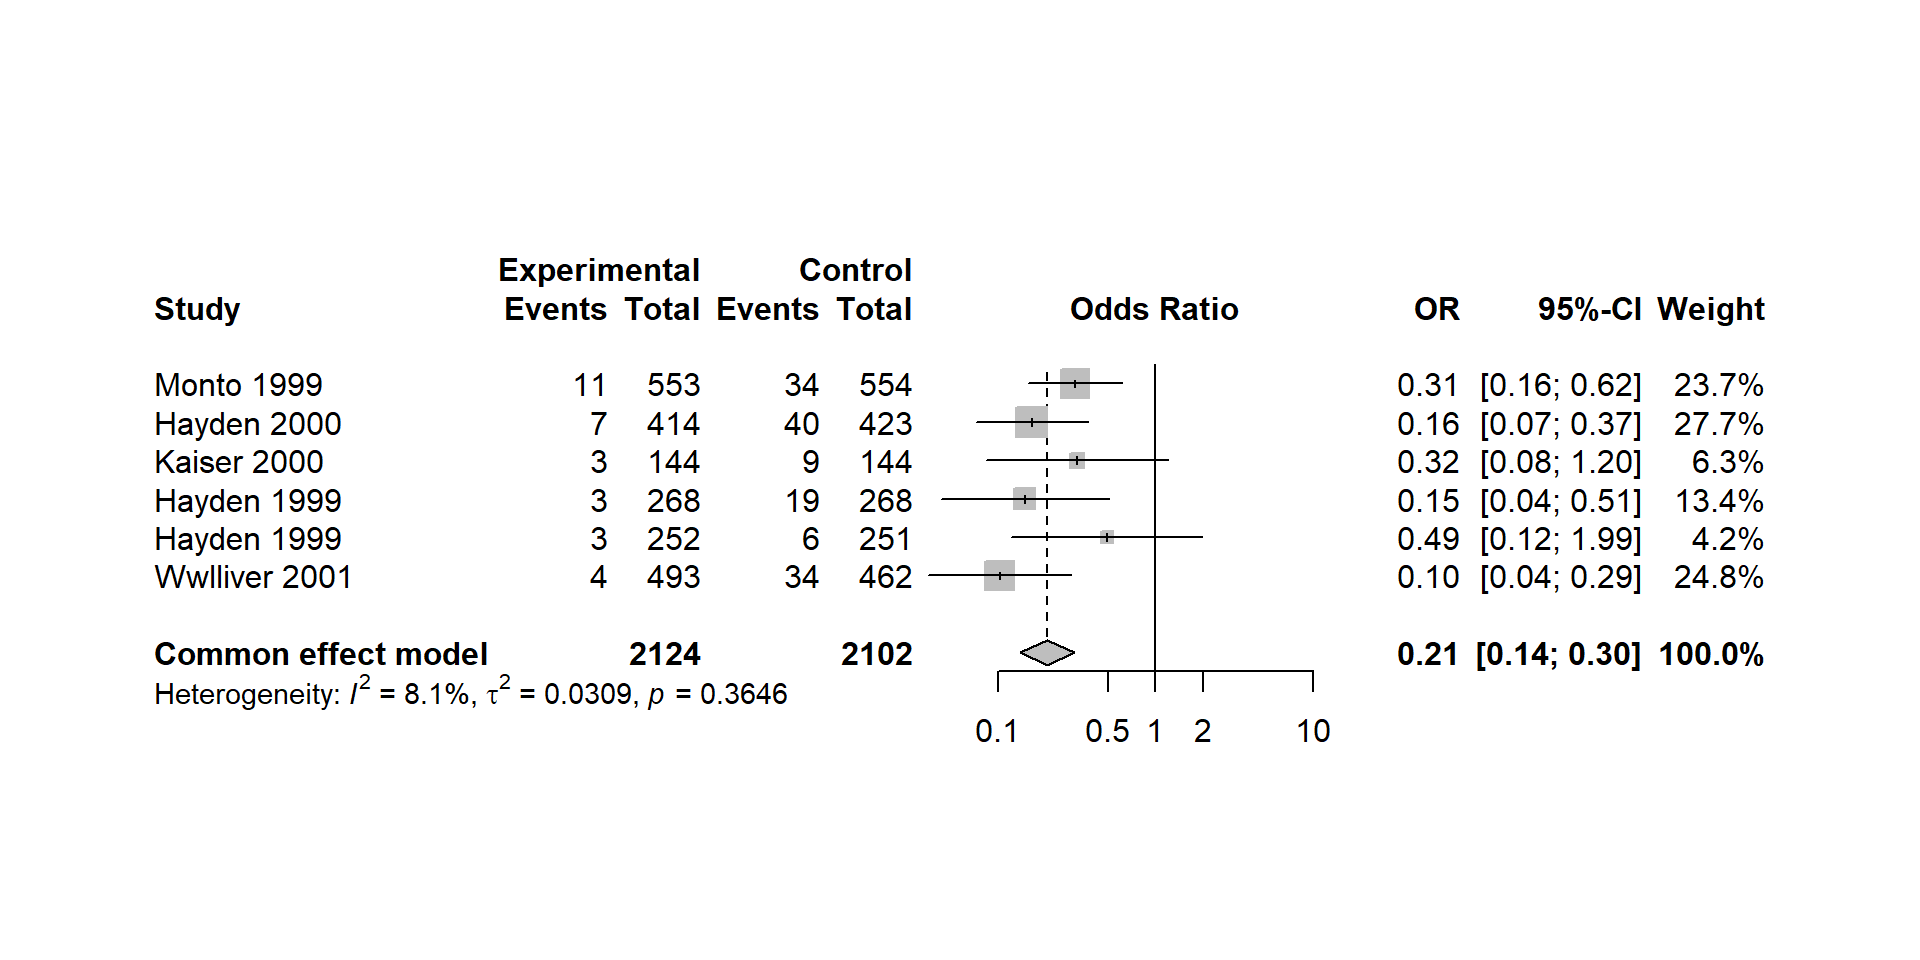 Experimental Control
Study Events Total Events Total Odds Ratio OR 95%-CI Weight
Monto 1999 11 553 34 554 0.31 [0.16; 0.62] 23.7%
Hayden 2000 7 414 40 423 0.16 [0.07; 0.37] 27.7%
Kaiser 2000 3 144 9 144 0.32 [0.08; 1.20] 6.3%
Hayden 1999 3 268 19 268 0.15 [0.04; 0.51] 13.4%
Hayden 1999 3 252 6 251 0.49 [0.12; 1.99] 4.2%
Wwlliver 2001 4 493 34 462 0.10 [0.04; 0.29] 24.8%
Common effect model 2124 2102 0.21 [0.14; 0.30] 100.0%
Heterogeneity: I² = 8.1%, τ² = 0.0309, p = 0.3646
0.1 0.5 1 2 10